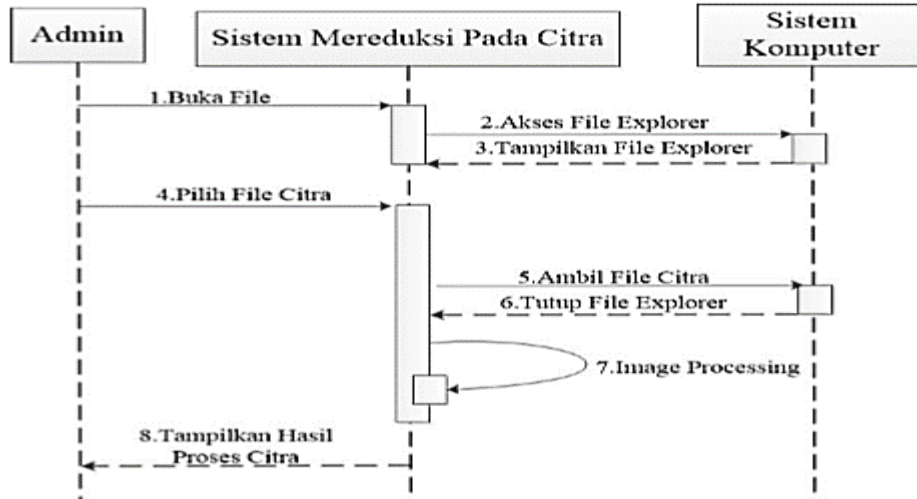 Admin
Sistem Mereduksi Pada Citra
Sistem
Komputer
1.Buka File
2.Akses File Explorer
3.Tampilkan File Explorer
4.Pilih File Citra
5.Ambil File Citra
6.Tutup File Explorer
7.Image Processing
8.Tampilkan Hasil
Proses Citra